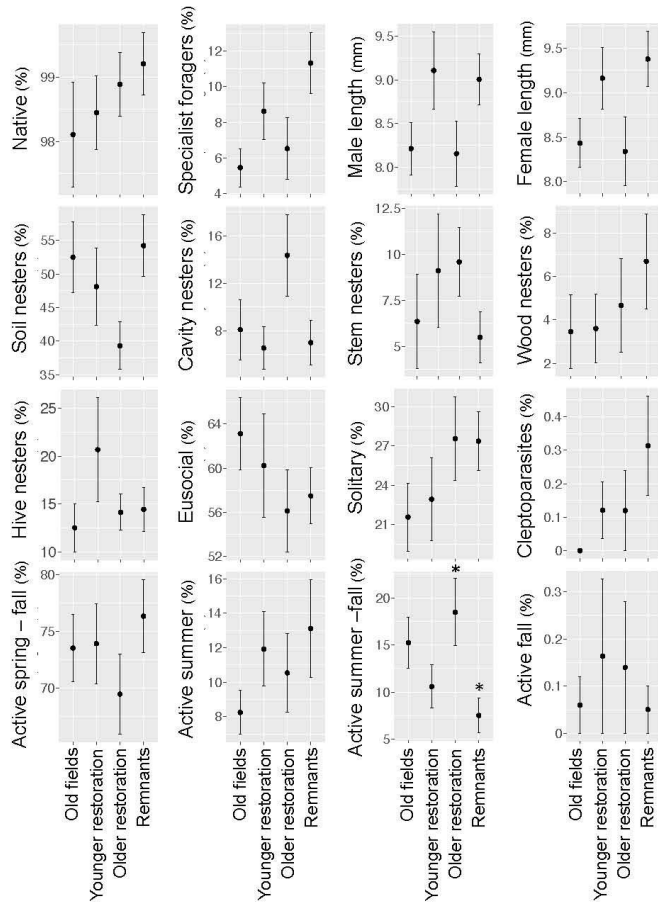 Native (%)
99
98
Specialist foragers (%)
12
10
8
6
4
Male length (mm)
9.5
9.0
8.5
8.0
Female length (mm)
9.5
9.0
8.5
8.0
Soil nesters (%)
55
50
45
40
35
Cavity nesters (%)
16
12
8
Stem nesters (%)
12.5
10
7.5
5
Wood nesters (%)
8
6
4
2
Hive nesters (%)
25
20
15
10
Eusocial (%)
64
60
56
52
Solitary (%)
30
27
24
21
Cleptoparasites (%)
0.4
0.3
0.2
0.1
0
Active spring – fall (%)
80
75
70
Active summer (%)
16
14
12
10
8
Active summer –fall (%)
20
15
10
5
*
*
Active fall (%)
0.3
0.2
0.1
0
Old fields
Younger restoration
Older restoration
Remnants
Old fields
Younger restoration
Older restoration
Remnants
Old fields
Younger restoration
Older restoration
Remnants
Old fields
Younger restoration
Older restoration
Remnants